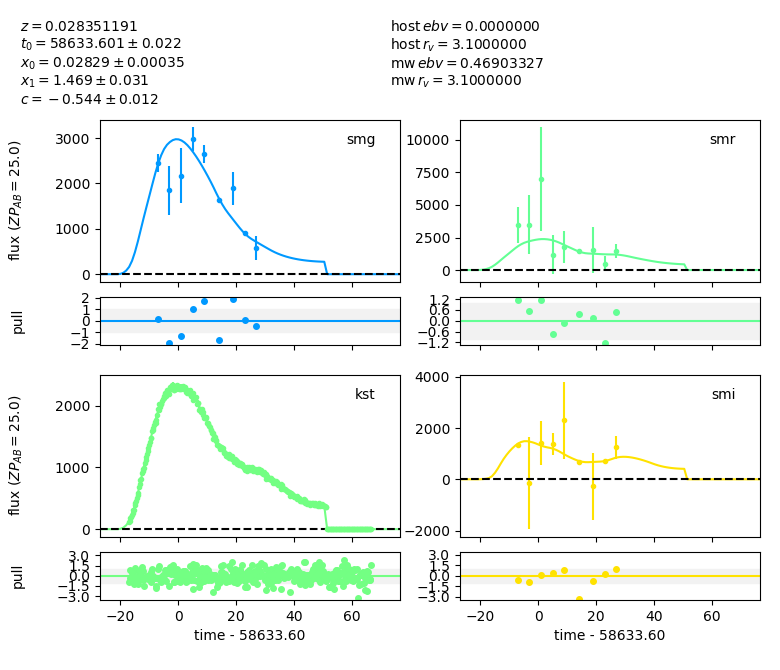 z = 0.028351191
t₀ = 58633.601 ± 0.022
x₀ = 0.02829 ± 0.00035
x₁ = 1.469 ± 0.031
c = −0.544 ± 0.012
host ebv = 0.0000000
host r_v = 3.1000000
mw ebv = 0.46903327
mw r_v = 3.1000000
flux (ZP_AB = 25.0)
3000
2000
1000
0
smg
10000
7500
5000
2500
0
smr
pull
2
1
0
−1
−2
1.2
0.6
0.0
−0.6
−1.2
flux (ZP_AB = 25.0)
2000
1000
0
kst
4000
2000
0
−2000
smi
pull
3.0
1.5
0.0
−1.5
−3.0
3.0
1.5
0.0
−1.5
−3.0
−20 0 20 40 60
−20 0 20 40 60
time - 58633.60
time - 58633.60